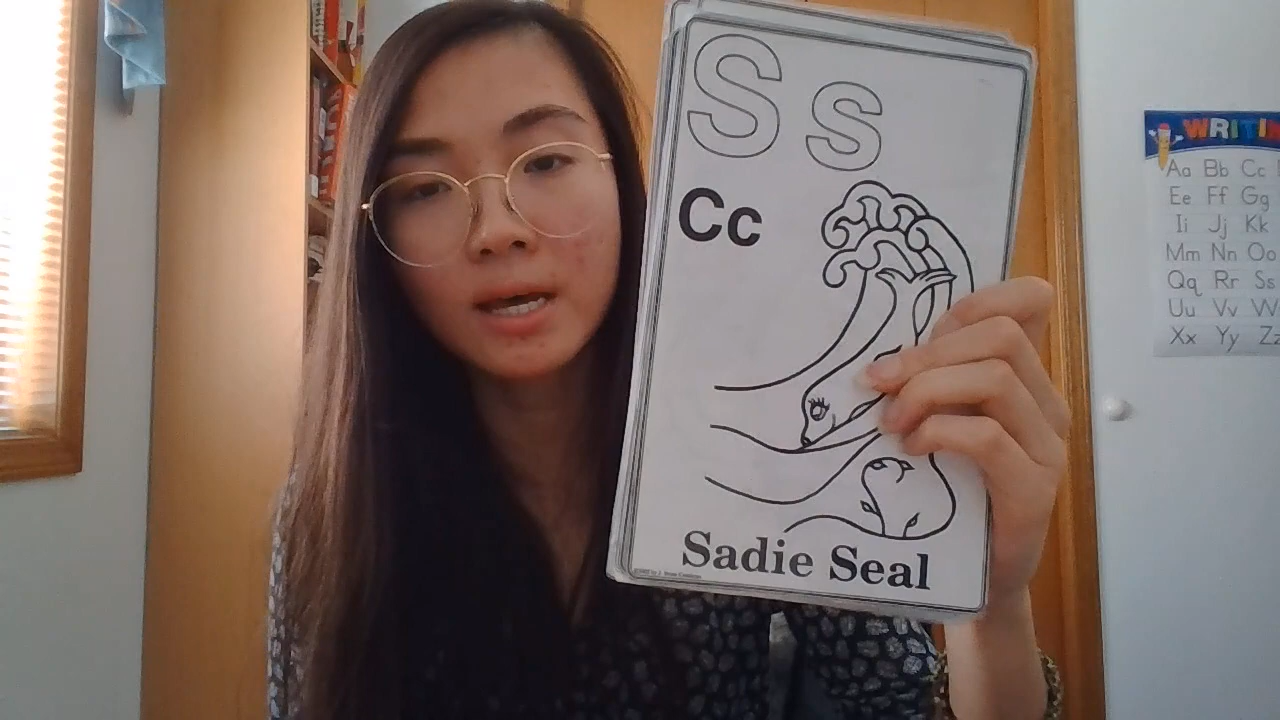 S s
Cc
Sadie Seal
WRITIN
Aa Bb Cc
Ee Ff Gg
Ii Jj Kk
Mm Nn Oo
Qq Rr Ss
Uu Vv W
Xx Yy Zz